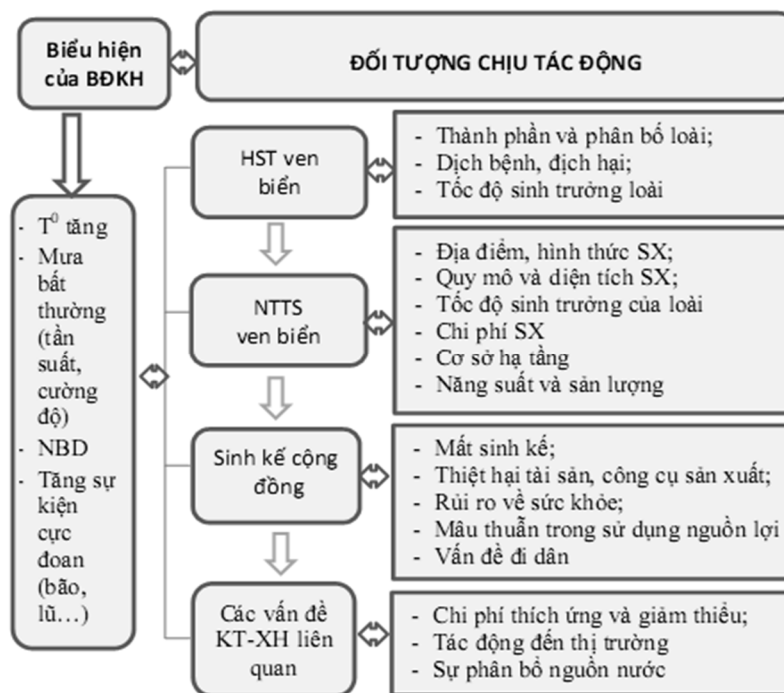 Biểu hiện
của BĐKH
ĐỐI TƯỢNG CHỊU TÁC ĐỘNG
- T⁰ tăng
- Mưa
bất
thường
(tần
suất,
cường
độ)
- NBD
- Tăng sự
kiện
cực
đoan
(bão,
lũ…)
HST ven
biển
- Thành phần và phân bố loài;
- Dịch bệnh, địch hại;
- Tốc độ sinh trưởng loài
NTTS
ven biển
- Địa điểm, hình thức SX;
- Quy mô và diện tích SX;
- Tốc độ sinh trưởng của loài
- Chi phí SX
- Cơ sở hạ tầng
- Năng suất và sản lượng
Sinh kế cộng
đồng
- Mất sinh kế;
- Thiệt hại tài sản, công cụ sản xuất;
- Rủi ro về sức khỏe;
- Mâu thuẫn trong sử dụng nguồn lợi
- Vấn đề di dân
Các vấn đề
KT-XH liên
quan
- Chi phí thích ứng và giảm thiểu;
- Tác động đến thị trường
- Sự phân bổ nguồn nước